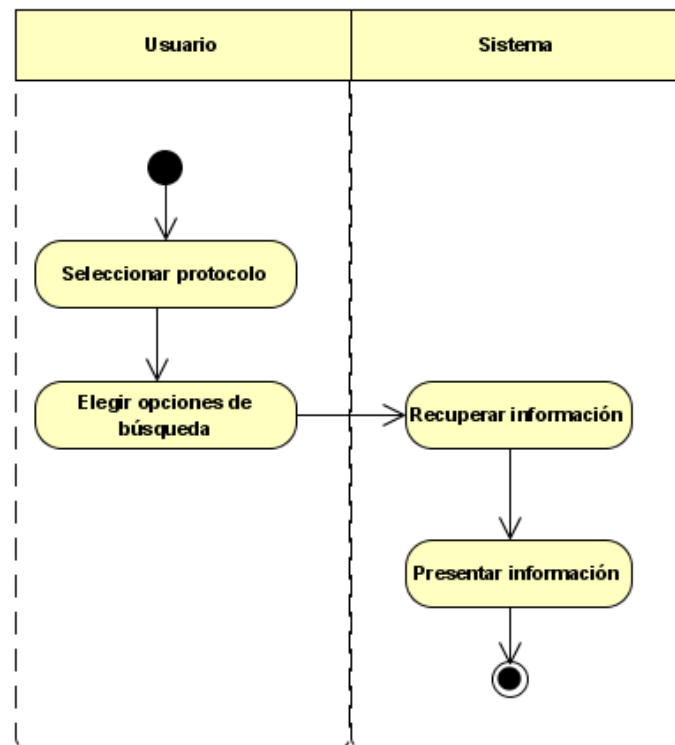 Usuario
Sistema
Seleccionar protocolo
Elegir opciones de
búsqueda
Recuperar información
Presentar información